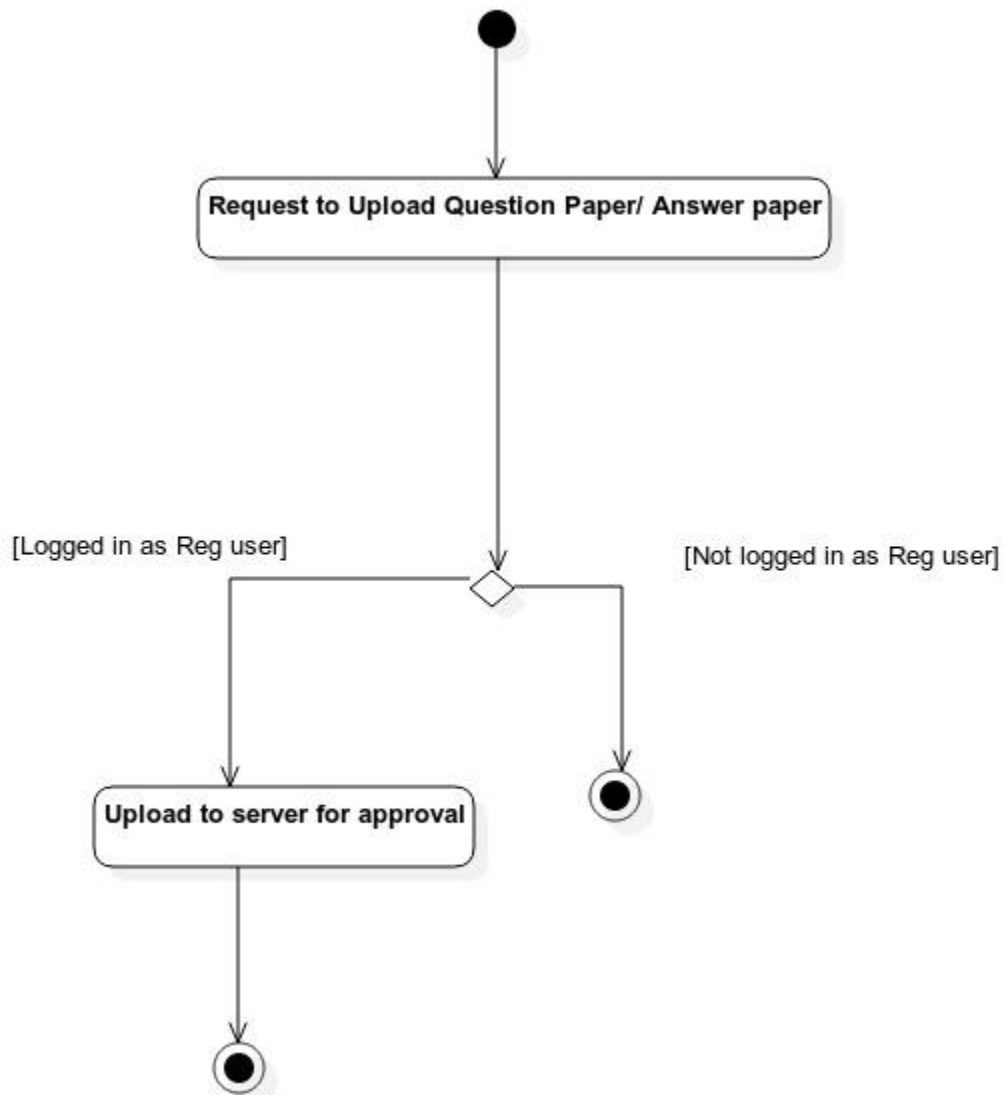 Request to Upload Question Paper/ Answer paper
[Logged in as Reg user]
[Not logged in as Reg user]
Upload to server for approval